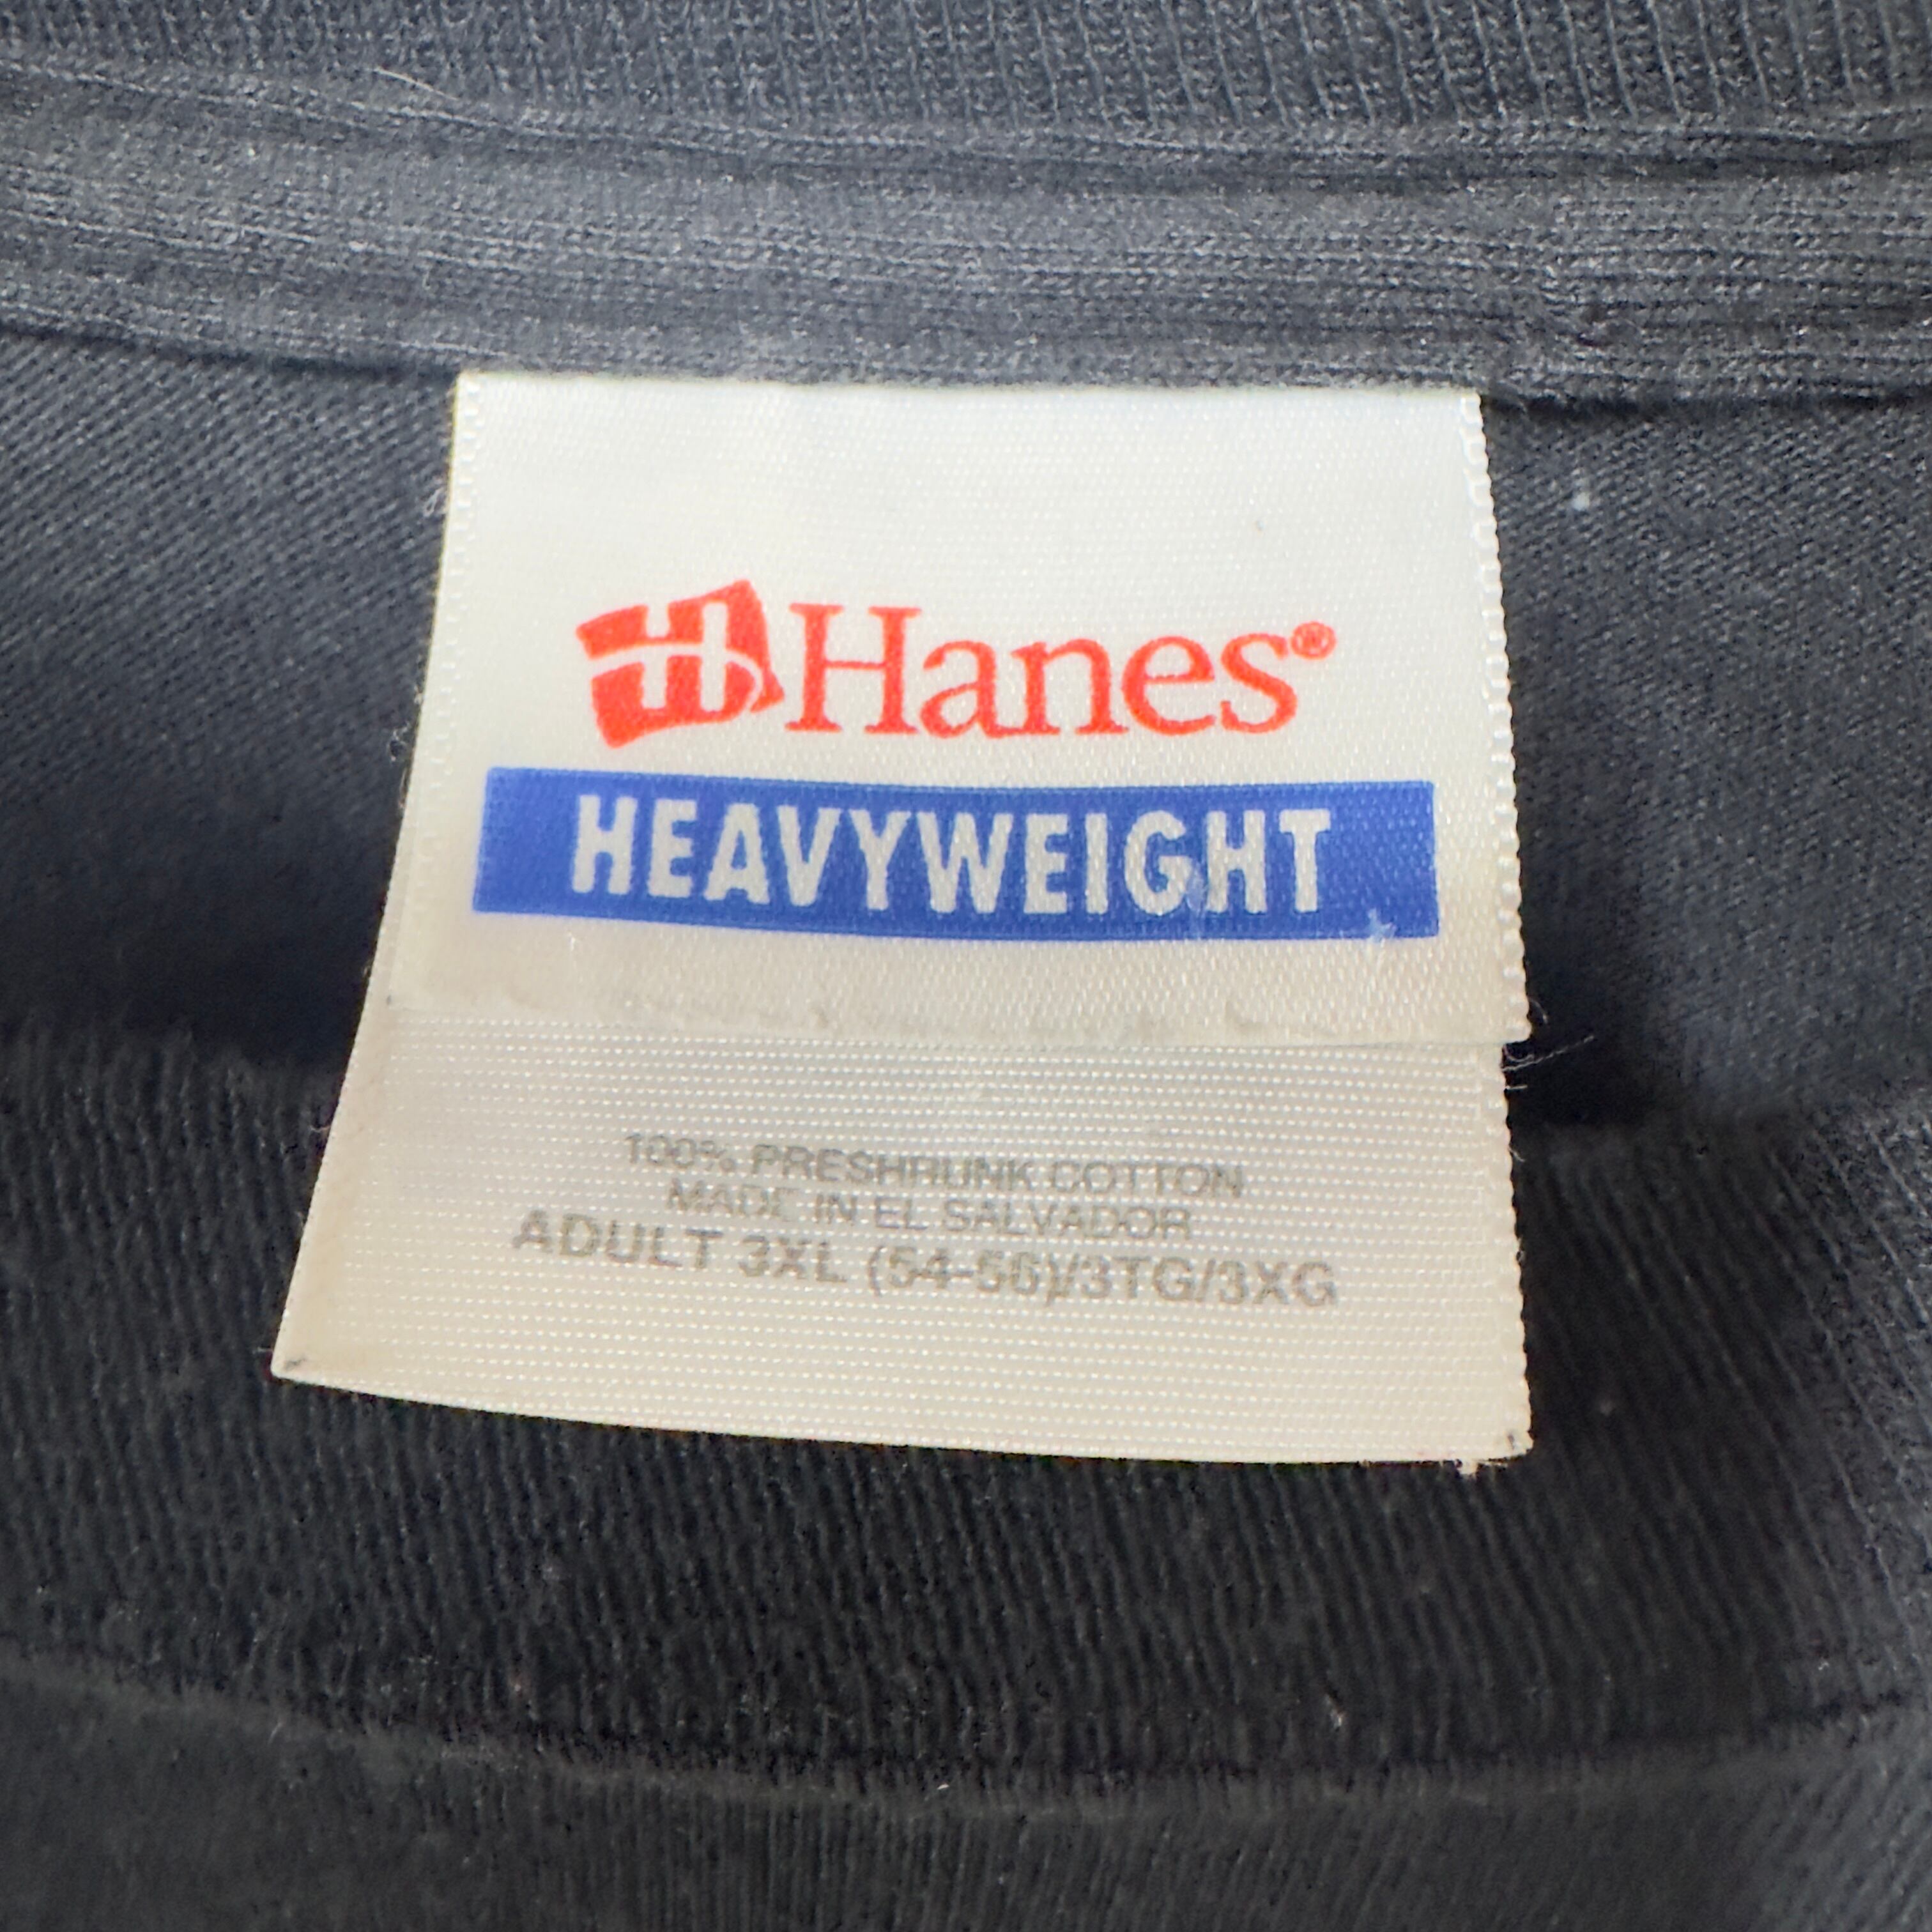 H Hanes®
HEAVYWEIGHT
100% PRESHRUNK COTTON
MADE IN EL SALVADOR
ADULT 3XL (54-56)/3TG/3XG